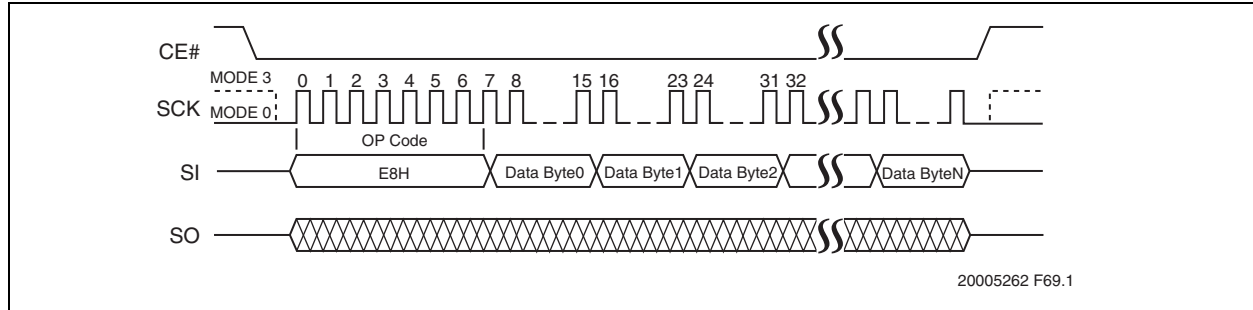 CE#
MODE 3 0 1 2 3 4 5 6 7 8 15 16 23 24 31 32
SCK MODE 0
OP Code
SI E8H Data Byte0 Data Byte1 Data Byte2 Data ByteN
SO
20005262 F69.1